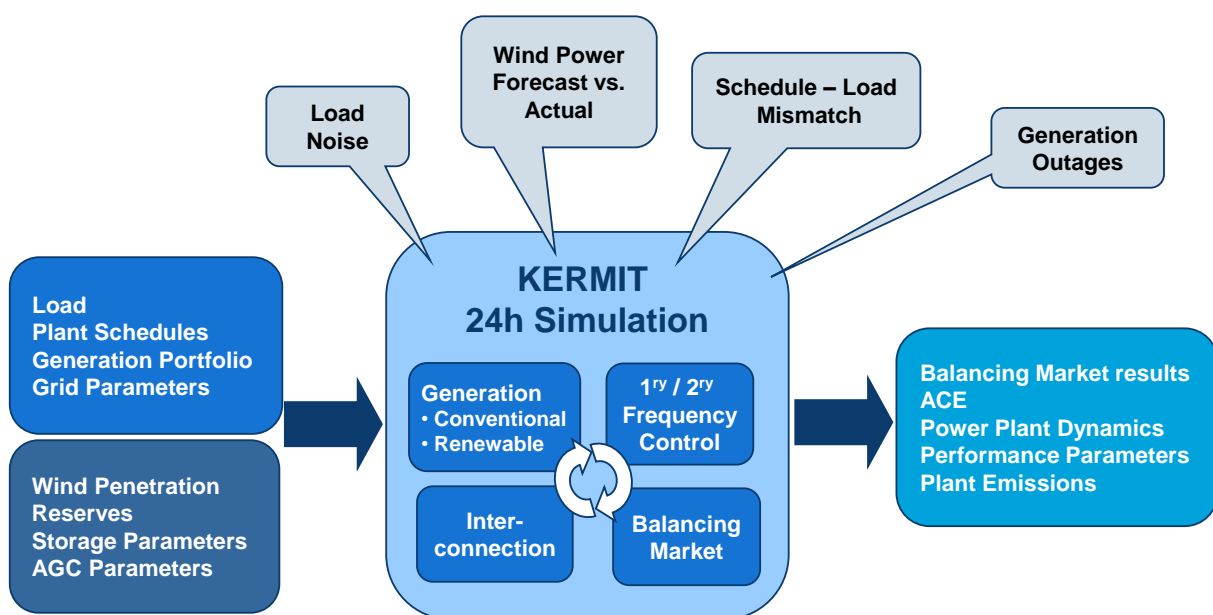 Load
Noise
Wind Power
Forecast vs.
Actual
Schedule – Load
Mismatch
Generation
Outages
Load
Plant Schedules
Generation Portfolio
Grid Parameters
Wind Penetration
Reserves
Storage Parameters
AGC Parameters
KERMIT
24h Simulation
Generation
• Conventional
• Renewable
1ry / 2ry
Frequency
Control
Inter-
connection
Balancing
Market
Balancing Market results
ACE
Power Plant Dynamics
Performance Parameters
Plant Emissions